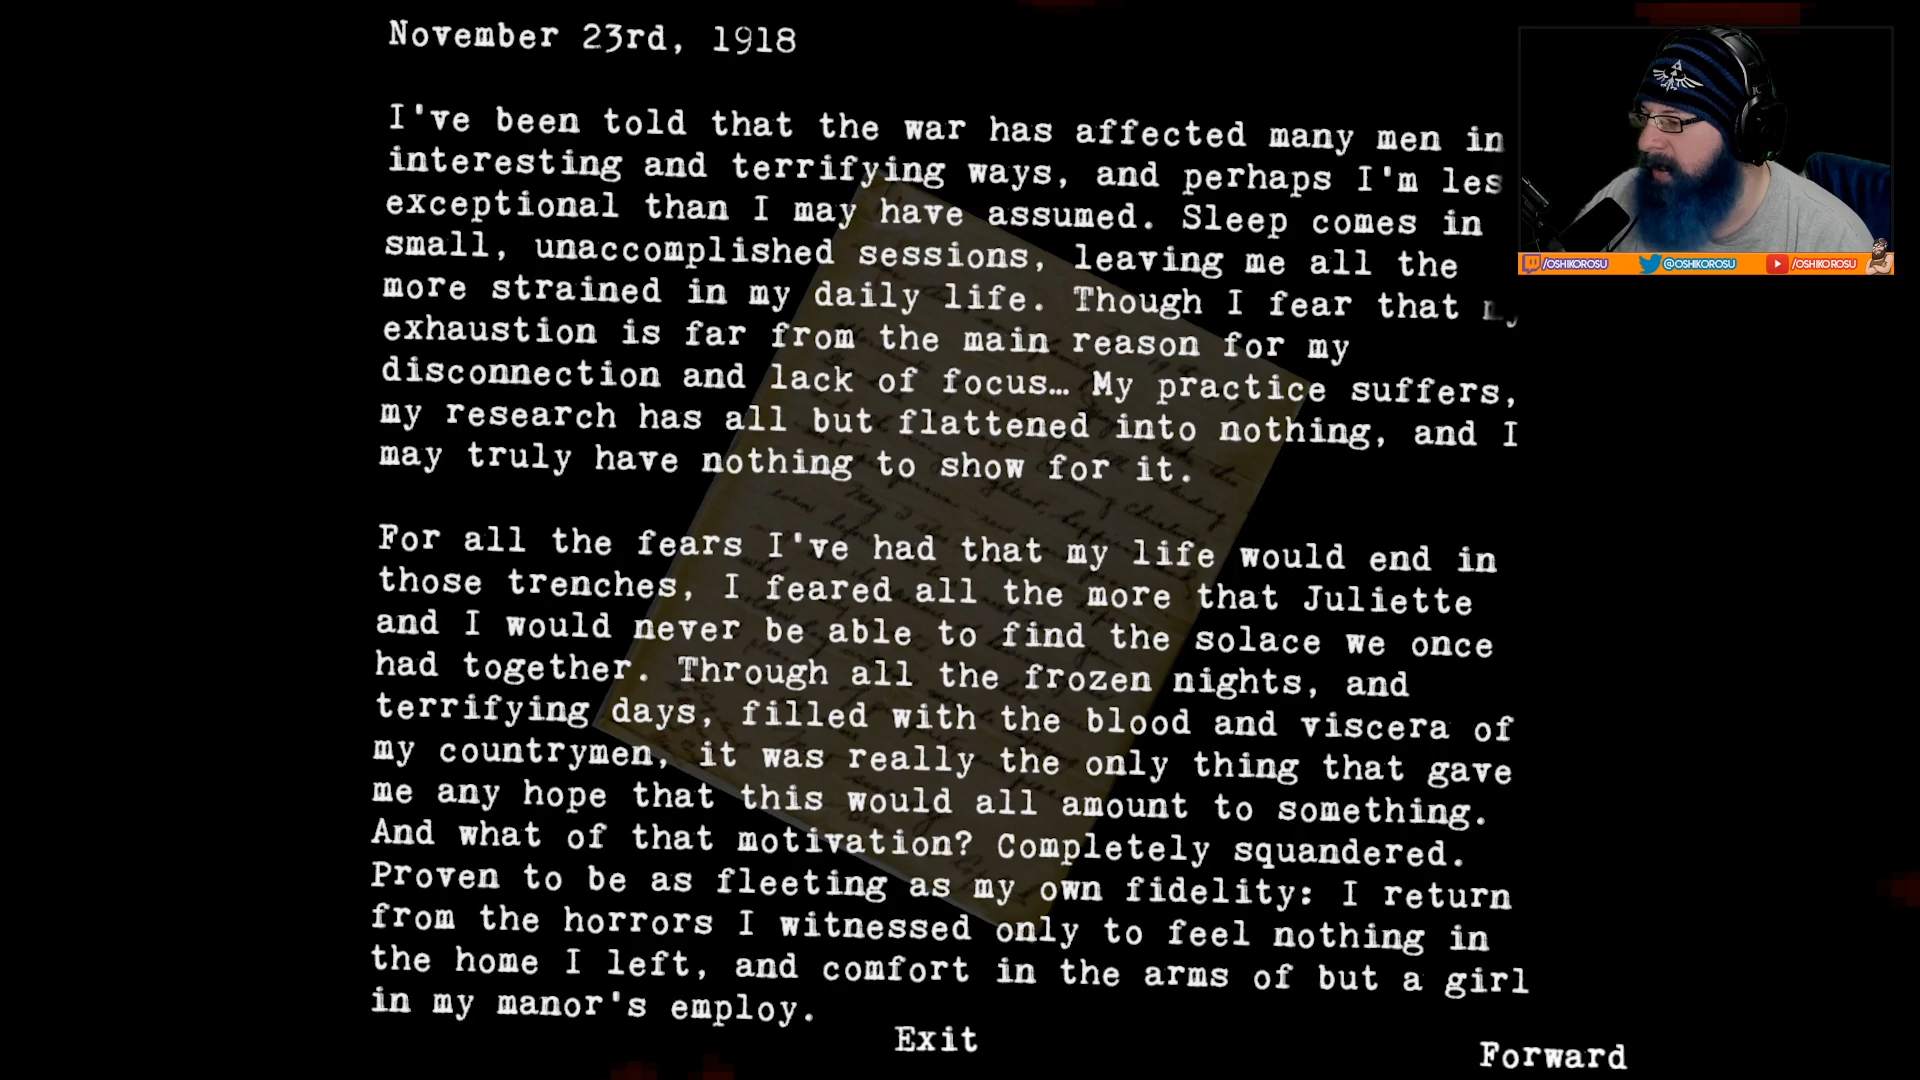 November 23rd, 1918
I've been told that the war has affected many men in
interesting and terrifying ways, and perhaps I'm les
exceptional than I may have assumed. Sleep comes in
small, unaccomplished sessions, leaving me all the
more strained in my daily life. Though I fear that my
exhaustion is far from the main reason for my
disconnection and lack of focus… My practice suffers,
my research has all but flattened into nothing, and I
may truly have nothing to show for it.
For all the fears I've had that my life would end in
those trenches, I feared all the more that Juliette
and I would never be able to find the solace we once
had together. Through all the frozen nights, and
terrifying days, filled with the blood and viscera of
my countrymen, it was really the only thing that gave
me any hope that this would all amount to something.
And what of that motivation? Completely squandered.
Proven to be as fleeting as my own fidelity: I return
from the horrors I witnessed only to feel nothing in
the home I left, and comfort in the arms of but a girl
in my manor's employ.
Exit
Forward
/OSHIKOROSU @OSHIKOROSU /OSHIKOROSU